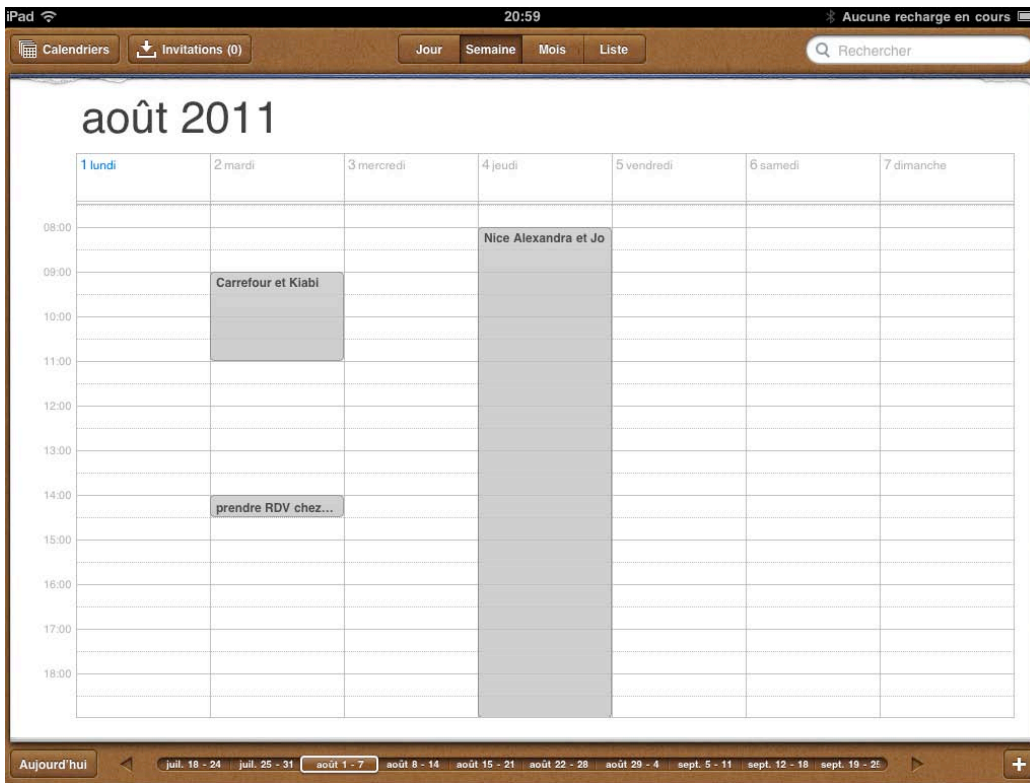 iPad 20:59 Aucune recharge en cours
Calendriers Invitations (0) Jour Semaine Mois Liste Rechercher
août 2011
1 lundi 2 mardi 3 mercredi 4 jeudi 5 vendredi 6 samedi 7 dimanche
08:00
Nice Alexandra et Jo
09:00
Carrefour et Kiabi
10:00
11:00
12:00
13:00
14:00
prendre RDV chez...
15:00
16:00
17:00
18:00
Aujourd'hui juil. 18 - 24 juil. 25 - 31 août 1 - 7 août 8 - 14 août 15 - 21 août 22 - 28 août 29 - 4 sept. 5 - 11 sept. 12 - 18 sept. 19 - 25 +